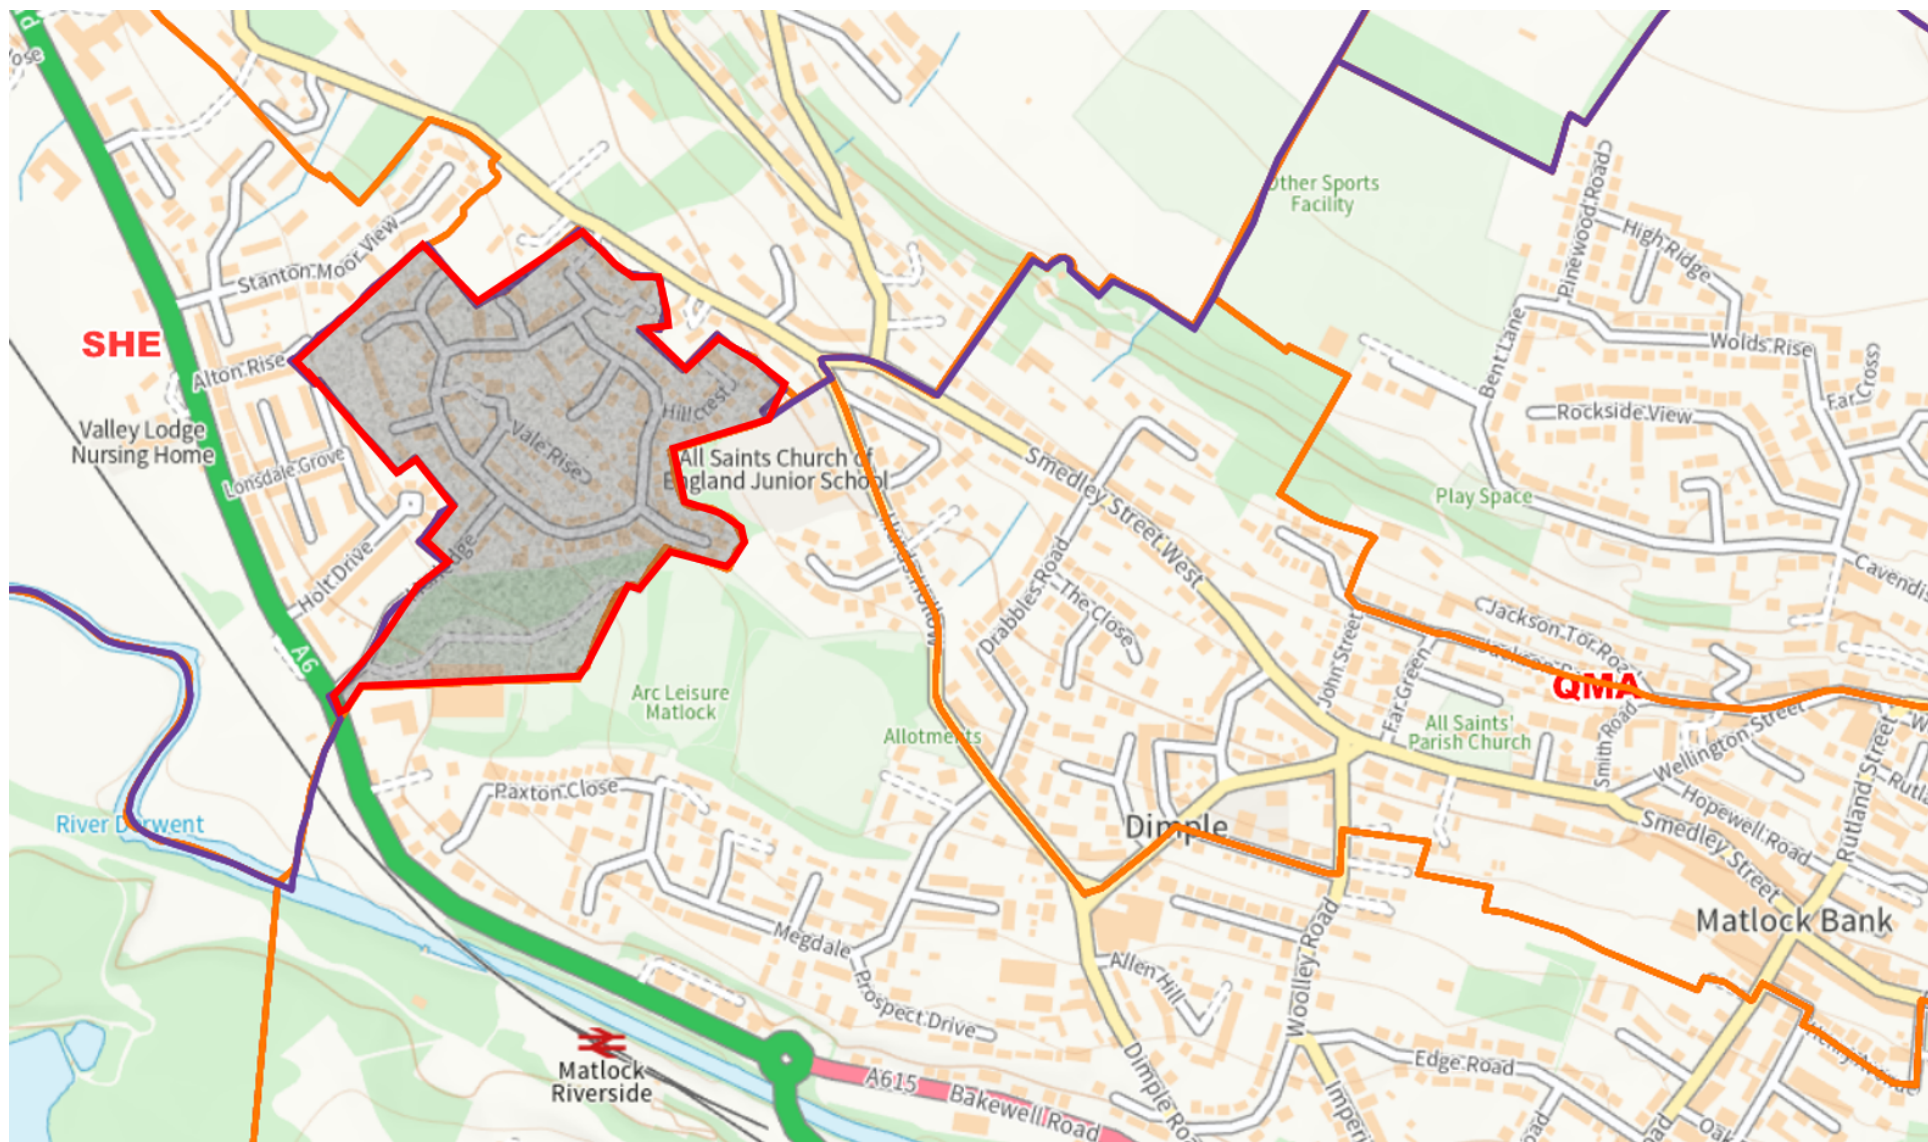 Stanton Moor View
SHE
Alton Rise
Valley Lodge
Nursing Home
Lonsdale Grove
Holt Drive
A6
River Derwent
Hillcrest
Vale Rise
All Saints Church of
England Junior School
Arc Leisure
Matlock
Allotments
Paxton Close
Megdale
Prospect Drive
Matlock
Riverside
A615
Bakewell Road
Other Sports
Facility
Pinewood Road
High Ridge
Bent Lane
Wolds Rise
Far Cross
Rockside View
Play Space
Cavendis
Smedley Street West
Drabbles Road
The Close
John Street
Far Green
Jackson Tor Road
QMA
All Saints'
Parish Church
Smith Road
Wellington Street
Rutland Street
Hopewell Road
Smedley Street
Dimple
Matlock Bank
Woolley Road
Allen Hill
Dimple Ro
Edge Road
Imperi
Oak